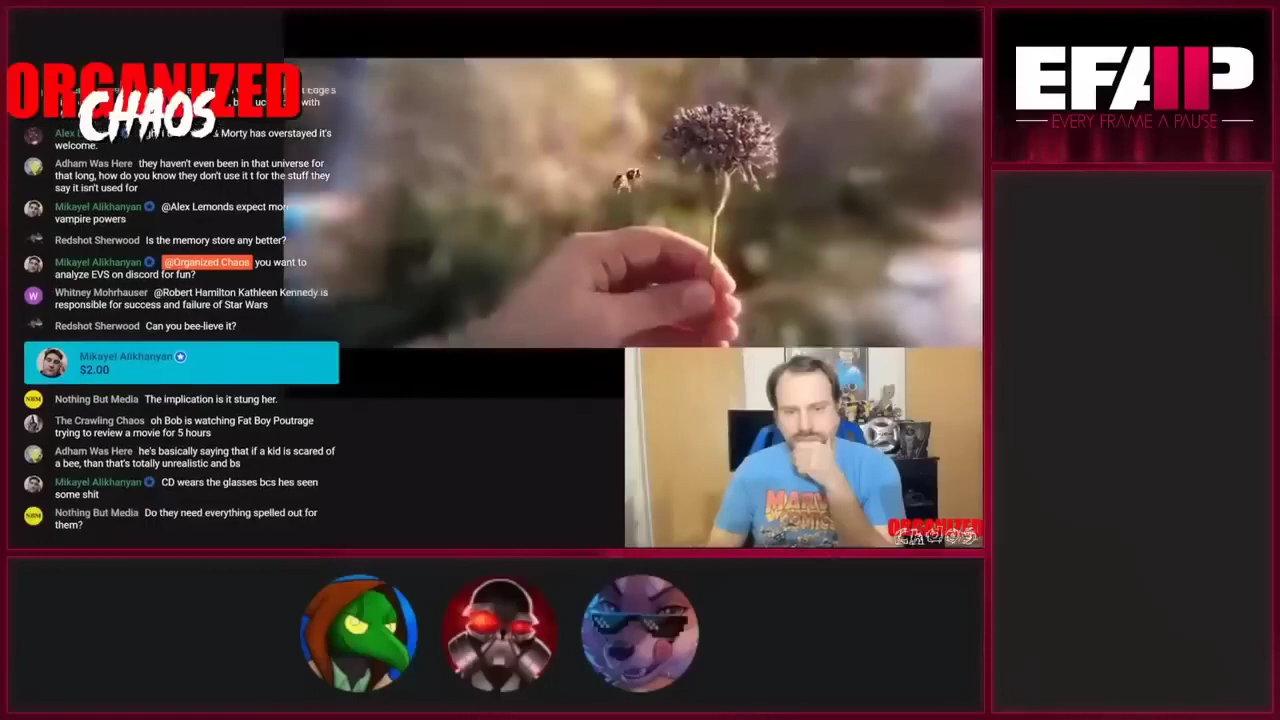 ORGANIZED
CHAOS
Edge's
with
& Morty has overstayed it's
welcome.
Adham Was Here they haven't even been in that universe for
that long, how do you know they don't use it t for the stuff they
say it isn't used for
Mikayel Alikhanyan @Alex Lemonds expect mor
vampire powers
Redshot Sherwood Is the memory store any better?
Mikayel Alikhanyan @Organized Chaos you want to
analyze EVS on discord for fun?
W Whitney Mohrhauser @Robert Hamilton Kathleen Kennedy is
responsible for success and failure of Star Wars
Redshot Sherwood Can you bee-lieve it?
Mikayel Alikhanyan
$2.00
NBM Nothing But Media The implication is it stung her.
The Crawling Chaos oh Bob is watching Fat Boy Poutrage
trying to review a movie for 5 hours
Adham Was Here he's basically saying that if a kid is scared of
a bee, than that's totally unrealistic and bs
Mikayel Alikhanyan CD wears the glasses bcs hes seen
some shit
NBM Nothing But Media Do they need everything spelled out for
them?
EFAP
EVERY FRAME A PAUSE
ORGANIZED
CHAOS